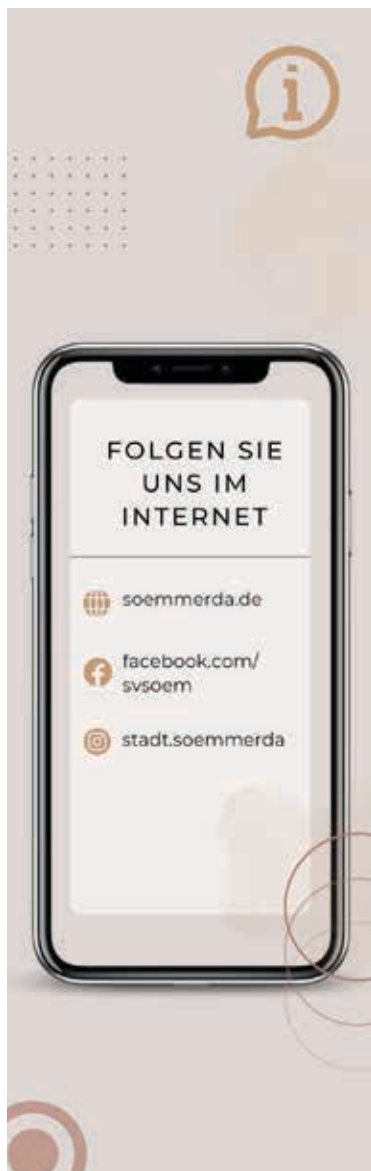 i
FOLGEN SIE
UNS IM
INTERNET
soemmerda.de
facebook.com/
svsoem
stadt.soemmerda